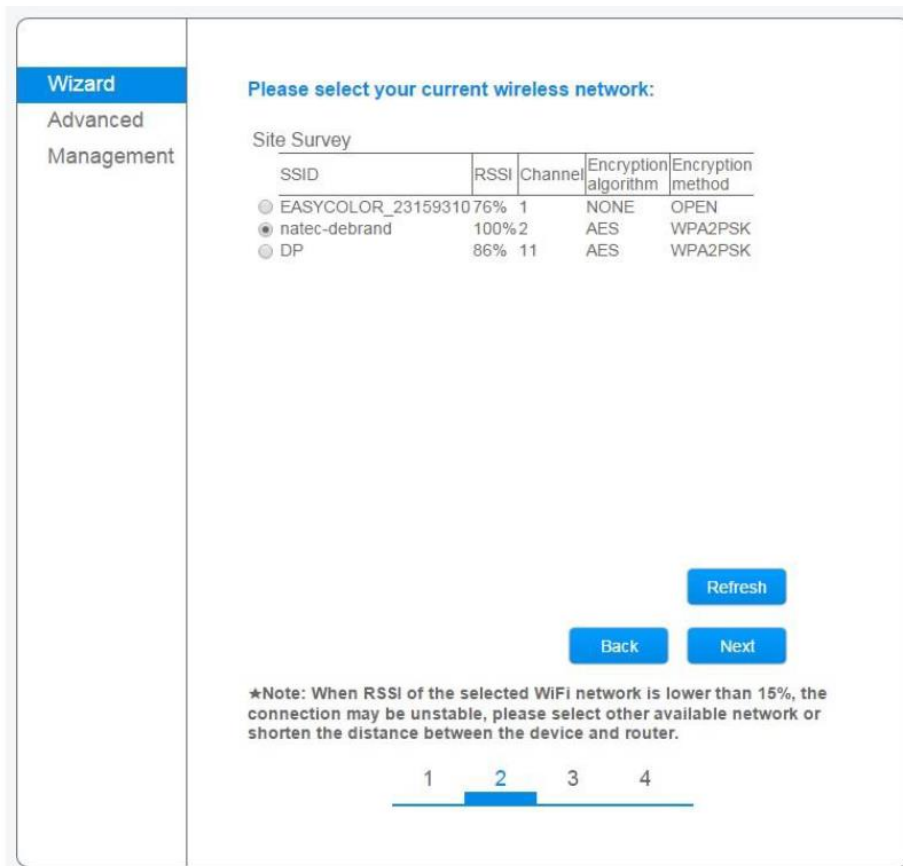 Wizard
Advanced
Management
Please select your current wireless network:
Site Survey
SSID RSSI Channel Encryption algorithm Encryption method
EASYCOLOR_23159310 76% 1 NONE OPEN
natec-debrand 100% 2 AES WPA2PSK
DP 86% 11 AES WPA2PSK
Refresh
Back Next
★Note: When RSSI of the selected WiFi network is lower than 15%, the
connection may be unstable, please select other available network or
shorten the distance between the device and router.
1 2 3 4